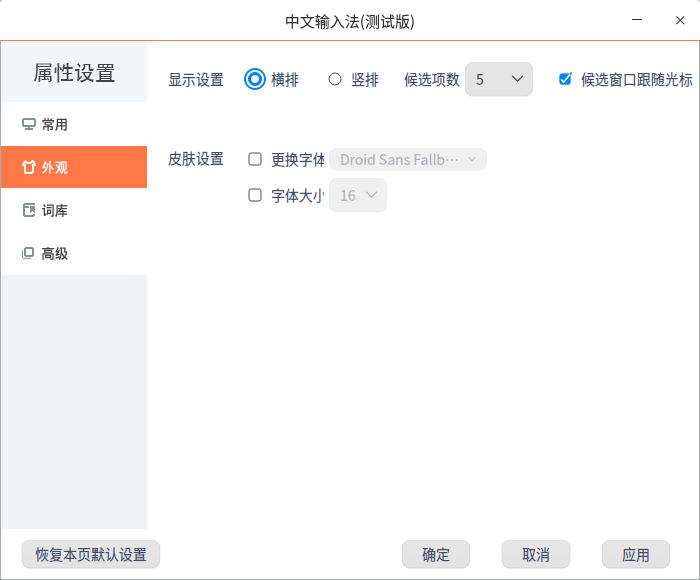 中文输入法(测试版)
属性设置
常用
外观
词库
高级
显示设置 横排 竖排 候选项数 5 候选窗口跟随光标
皮肤设置 更换字体 Droid Sans Fallb···
字体大小 16
恢复本页默认设置 确定 取消 应用